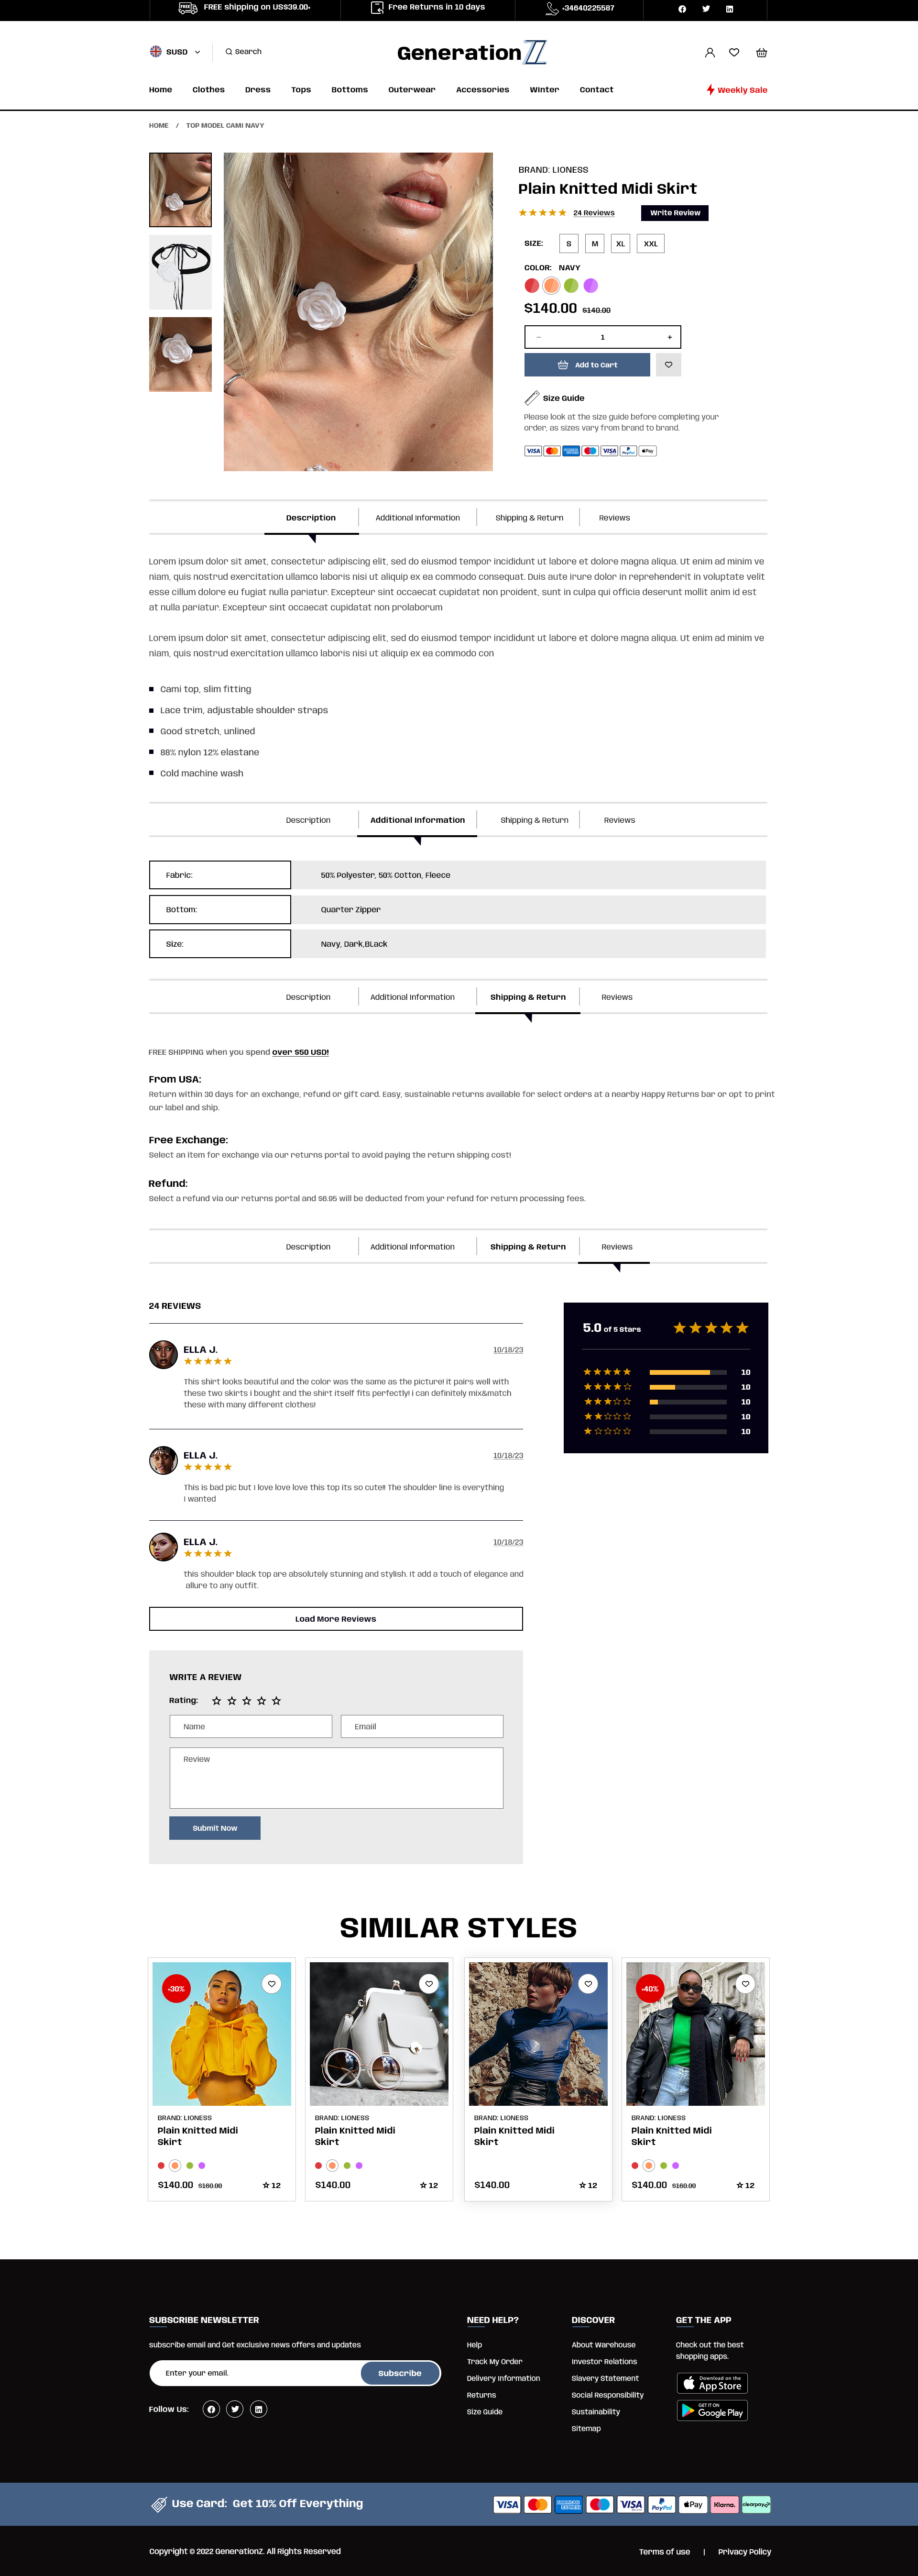 FREE shipping on US$39.00+
Free Returns in 10 days
+34640225587
$USD
Search
GenerationZ
Home Clothes Dress Tops Bottoms Outerwear Accessories Winter Contact
Weekly Sale
HOME / TOP MODEL CAMI NAVY
BRAND: LIONESS
Plain Knitted Midi Skirt
24 Reviews
Write Review
SIZE: S M XL XXL
COLOR: NAVY
$140.00 $140.00
− 1 +
Add to Cart
Size Guide
Please look at the size guide before completing your
order, as sizes vary from brand to brand.
Description Additional Information Shipping & Return Reviews
Lorem ipsum dolor sit amet, consectetur adipiscing elit, sed do eiusmod tempor incididunt ut labore et dolore magna aliqua. Ut enim ad minim ve
niam, quis nostrud exercitation ullamco laboris nisi ut aliquip ex ea commodo consequat. Duis aute irure dolor in reprehenderit in voluptate velit
esse cillum dolore eu fugiat nulla pariatur. Excepteur sint occaecat cupidatat non proident, sunt in culpa qui officia deserunt mollit anim id est
at nulla pariatur. Excepteur sint occaecat cupidatat non prolaborum
Lorem ipsum dolor sit amet, consectetur adipiscing elit, sed do eiusmod tempor incididunt ut labore et dolore magna aliqua. Ut enim ad minim ve
niam, quis nostrud exercitation ullamco laboris nisi ut aliquip ex ea commodo con
Cami top, slim fitting
Lace trim, adjustable shoulder straps
Good stretch, unlined
88% nylon 12% elastane
Cold machine wash
Description Additional Information Shipping & Return Reviews
Fabric: 50% Polyester, 50% Cotton, Fleece
Bottom: Quarter Zipper
Size: Navy, Dark,BLack
Description Additional Information Shipping & Return Reviews
FREE SHIPPING when you spend over $50 USD!
From USA:
Return within 30 days for an exchange, refund or gift card. Easy, sustainable returns available for select orders at a nearby Happy Returns bar or opt to print
our label and ship.
Free Exchange:
Select an item for exchange via our returns portal to avoid paying the return shipping cost!
Refund:
Select a refund via our returns portal and $6.95 will be deducted from your refund for return processing fees.
Description Additional Information Shipping & Return Reviews
24 REVIEWS
5.0 of 5 Stars
10
10
10
10
10
ELLA J. 10/18/23
This shirt looks beautiful and the color was the same as the picture! it pairs well with
these two skirts i bought and the shirt itself fits perfectly! i can definitely mix&match
these with many different clothes!
ELLA J. 10/18/23
This is bad pic but I love love love this top its so cute!! The shoulder line is everything
I wanted
ELLA J. 10/18/23
this shoulder black top are absolutely stunning and stylish. It add a touch of elegance and
allure to any outfit.
Load More Reviews
WRITE A REVIEW
Rating:
Name
Emaiil
Review
Submit Now
SIMILAR STYLES
-30%
-40%
BRAND: LIONESS BRAND: LIONESS BRAND: LIONESS BRAND: LIONESS
Plain Knitted Midi Plain Knitted Midi Plain Knitted Midi Plain Knitted Midi
Skirt Skirt Skirt Skirt
$140.00 $160.00 12 $140.00 12 $140.00 12 $140.00 $160.00 12
SUBSCRIBE NEWSLETTER
subscribe email and Get exclusive news offers and updates
Enter your email.
Subscribe
Follow Us:
NEED HELP?
Help
Track My Order
Delivery Information
Returns
Size Guide
DISCOVER
About Warehouse
Investor Relations
Slavery Statement
Social Responsibility
Sustainability
Sitemap
GET THE APP
Check out the best
shopping apps.
Download on the
App Store
GET IT ON
Google Play
Use Card: Get 10% Off Everything
VISA AMERICAN EXPRESS VISA PayPal Pay Klarna. clearpay
Copyright © 2022 GenerationZ. All Rights Reserved
Terms of use | Privacy Policy